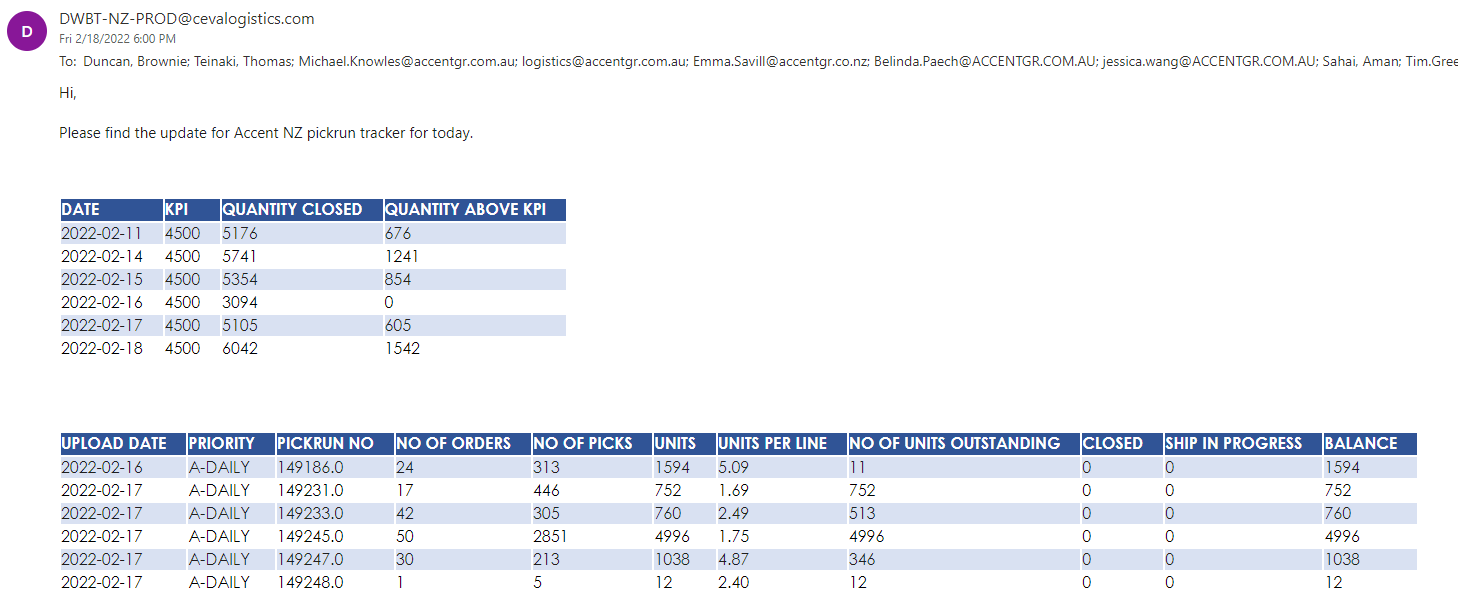 D
DWBT-NZ-PROD@cevalogistics.com
Fri 2/18/2022 6:00 PM
To: Duncan, Brownie; Teinaki, Thomas; Michael.Knowles@accentgr.com.au; logistics@accentgr.com.au; Emma.Savill@accentgr.co.nz; Belinda.Paech@ACCENTGR.COM.AU; jessica.wang@ACCENTGR.COM.AU; Sahai, Aman; Tim.Gree
Hi,
Please find the update for Accent NZ pickrun tracker for today.
DATE KPI QUANTITY CLOSED QUANTITY ABOVE KPI
2022-02-11 4500 5176 676
2022-02-14 4500 5741 1241
2022-02-15 4500 5354 854
2022-02-16 4500 3094 0
2022-02-17 4500 5105 605
2022-02-18 4500 6042 1542
UPLOAD DATE PRIORITY PICKRUN NO NO OF ORDERS NO OF PICKS UNITS UNITS PER LINE NO OF UNITS OUTSTANDING CLOSED SHIP IN PROGRESS BALANCE
2022-02-16 A-DAILY 149186.0 24 313 1594 5.09 11 0 0 1594
2022-02-17 A-DAILY 149231.0 17 446 752 1.69 752 0 0 752
2022-02-17 A-DAILY 149233.0 42 305 760 2.49 513 0 0 760
2022-02-17 A-DAILY 149245.0 50 2851 4996 1.75 4996 0 0 4996
2022-02-17 A-DAILY 149247.0 30 213 1038 4.87 346 0 0 1038
2022-02-17 A-DAILY 149248.0 1 5 12 2.40 12 0 0 12